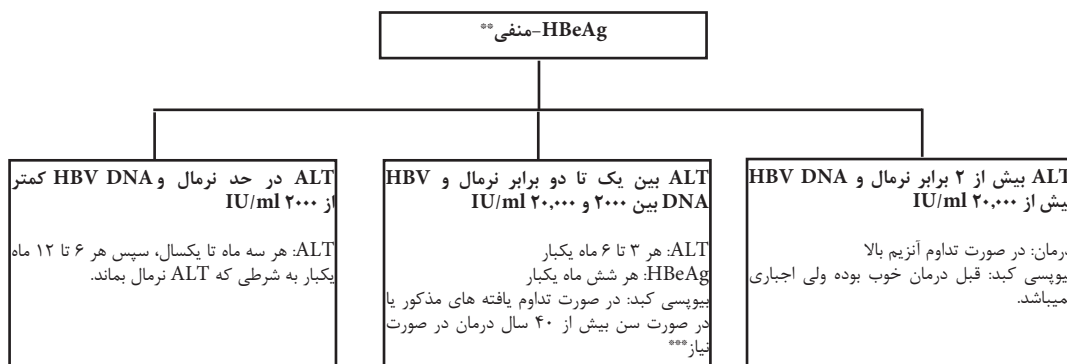 HBeAg-منفی**
ALT بیش از ۲ برابر نرمال و HBV DNA
بیش از ۲۰,۰۰۰ IU/ml
درمان: در صورت تداوم آنزیم بالا
بیوپسی کبد: قبل درمان خوب بوده ولی اجباری
نمیباشد.
ALT بین یک تا دو برابر نرمال و HBV
DNA بین ۲۰۰۰ و ۲۰,۰۰۰ IU/ml
ALT: هر ۳ تا ۶ ماه یکبار
HBeAg: هر شش ماه یکبار
بیوپسی کبد: در صورت تداوم یافته های مذکور یا
در صورت سن بیش از ۴۰ سال درمان در صورت
نیاز***
ALT در حد نرمال و HBV DNA کمتر
از ۲۰۰۰ IU/ml
ALT: هر سه ماه تا یکسال، سپس هر ۶ تا ۱۲ ماه
یکبار به شرطی که ALT نرمال بماند.